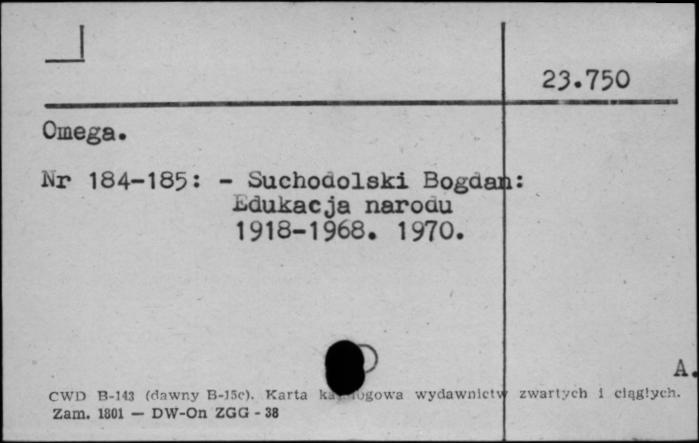 23.750
Omega.
Nr 184-185: - Suchodolski Bogdan:
Edukacja narodu
1918-1968. 1970.
A.
CWD B-143 (dawny B-15c). Karta wydawnictw zwartych i ciągłych.
Zam. 1801 — DW-On ZGG - 38